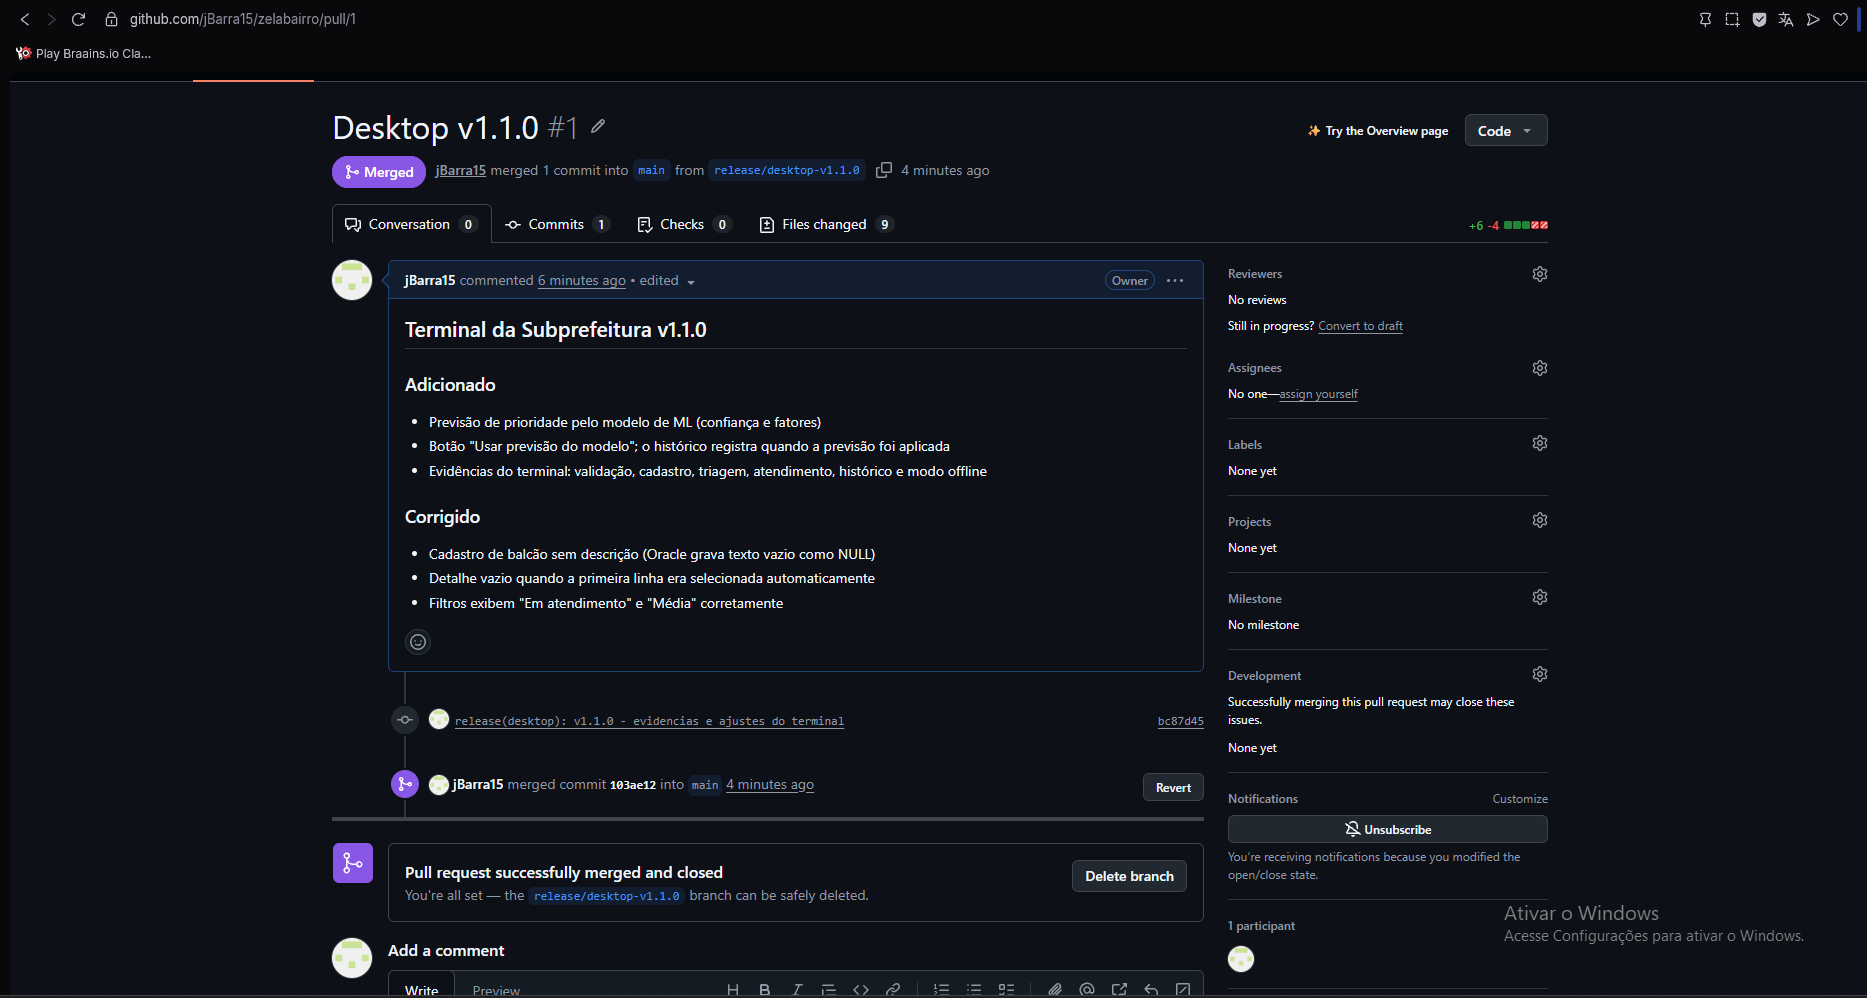 github.com/jBarra15/zelabairro/pull/1
Play Braains.io Cla...
Desktop v1.1.0 #1
Try the Overview page
Code
Merged
jBarra15 merged 1 commit into main from release/desktop-v1.1.0 4 minutes ago
Conversation 0
Commits 1
Checks 0
Files changed 9
+6 -4
jBarra15 commented 6 minutes ago • edited
Owner
Terminal da Subprefeitura v1.1.0
Adicionado
• Previsão de prioridade pelo modelo de ML (confiança e fatores)
• Botão "Usar previsão do modelo"; o histórico registra quando a previsão foi aplicada
• Evidências do terminal: validação, cadastro, triagem, atendimento, histórico e modo offline
Corrigido
• Cadastro de balcão sem descrição (Oracle grava texto vazio como NULL)
• Detalhe vazio quando a primeira linha era selecionada automaticamente
• Filtros exibem "Em atendimento" e "Média" corretamente
release(desktop): v1.1.0 - evidencias e ajustes do terminal
bc87d45
jBarra15 merged commit 103ae12 into main 4 minutes ago
Revert
Pull request successfully merged and closed
You're all set — the release/desktop-v1.1.0 branch can be safely deleted.
Delete branch
Add a comment
Write
Preview
Reviewers
No reviews
Still in progress? Convert to draft
Assignees
No one—assign yourself
Labels
None yet
Projects
None yet
Milestone
No milestone
Development
Successfully merging this pull request may close these
issues.
None yet
Notifications
Customize
Unsubscribe
You're receiving notifications because you modified the
open/close state.
1 participant
Ativar o Windows
Acesse Configurações para ativar o Windows.